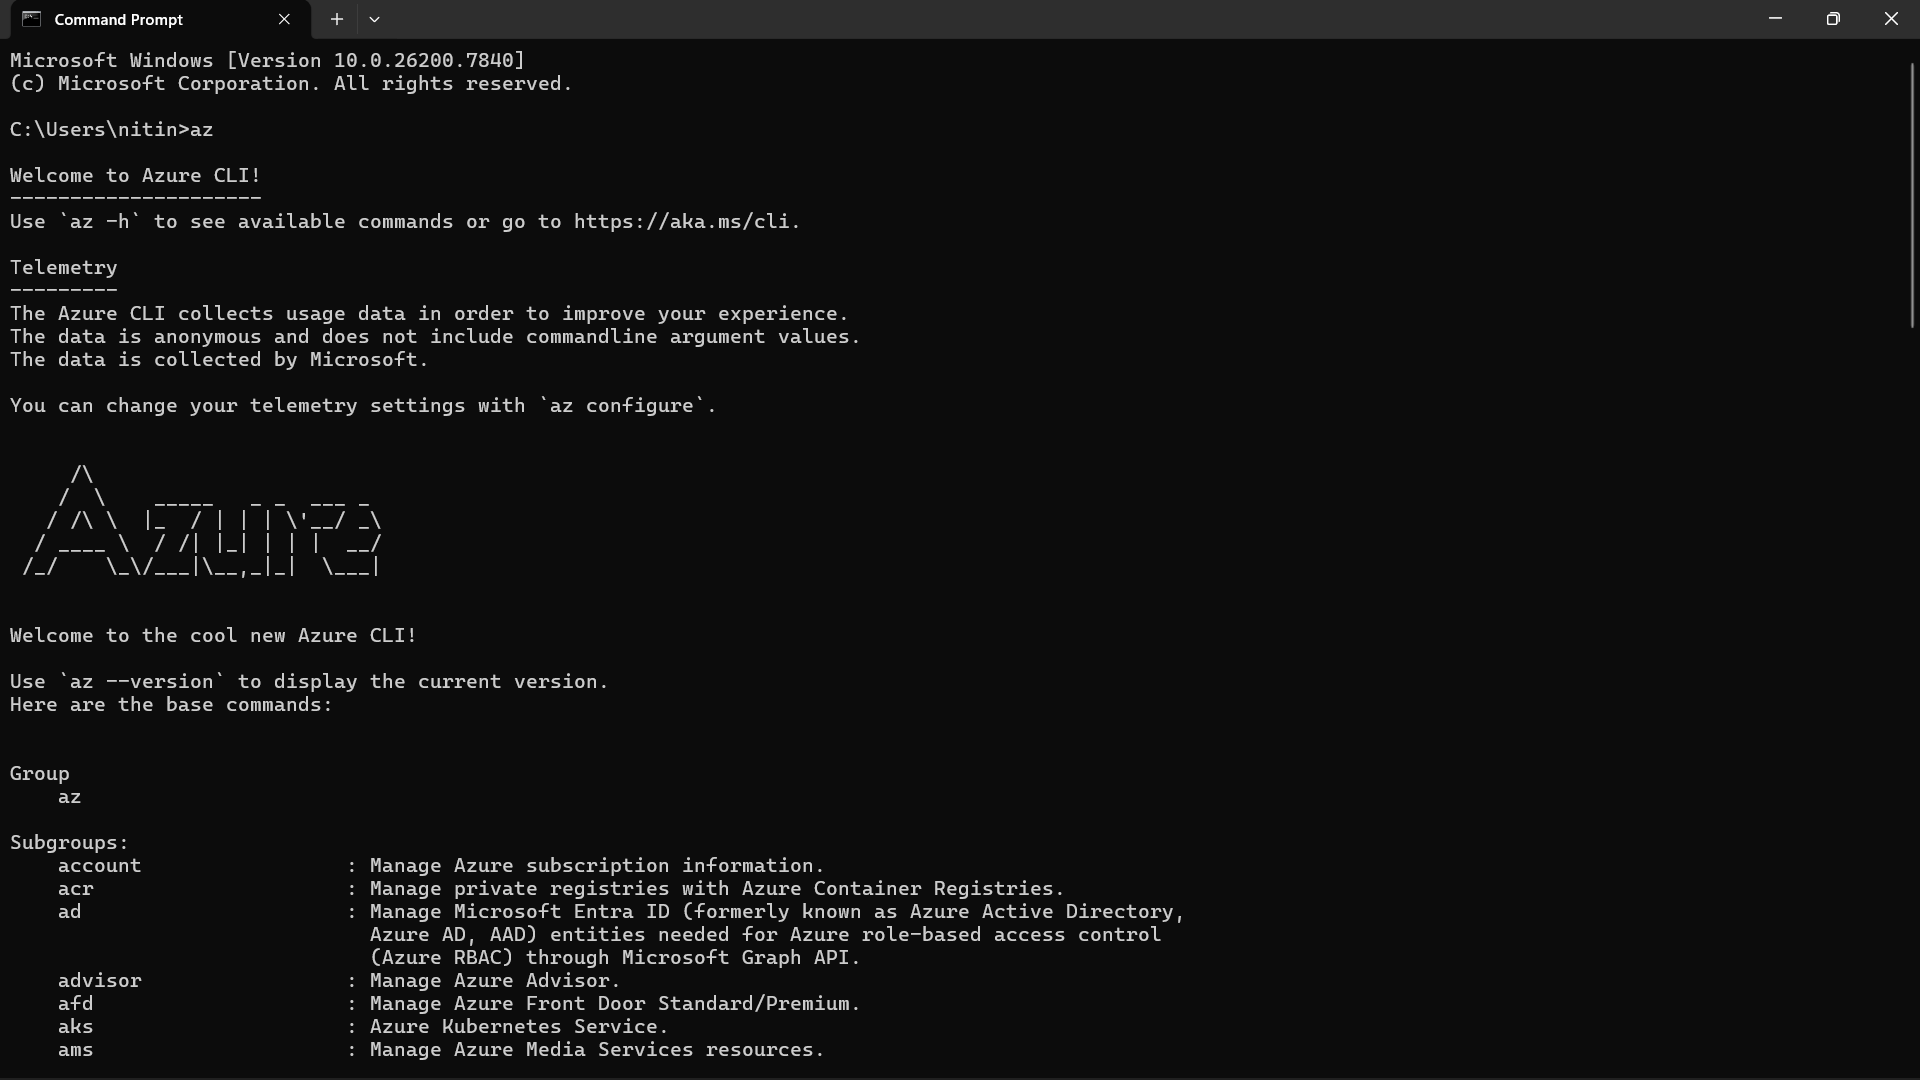 Command Prompt
Microsoft Windows [Version 10.0.26200.7840]
(c) Microsoft Corporation. All rights reserved.

C:\Users\nitin>az

Welcome to Azure CLI!
---------------------
Use `az -h` to see available commands or go to https://aka.ms/cli.

Telemetry
---------
The Azure CLI collects usage data in order to improve your experience.
The data is anonymous and does not include commandline argument values.
The data is collected by Microsoft.

You can change your telemetry settings with `az configure`.


     /\
    /  \    _____   _ _  ___ _
   / /\ \  |_  / | | | \'__/ _\
  / ____ \  / /| |_| | | |  __/
 /_/    \_\/___|\__,_|_|  \___|


Welcome to the cool new Azure CLI!

Use `az --version` to display the current version.
Here are the base commands:


Group
    az

Subgroups:
    account                 : Manage Azure subscription information.
    acr                     : Manage private registries with Azure Container Registries.
    ad                      : Manage Microsoft Entra ID (formerly known as Azure Active Directory,
                              Azure AD, AAD) entities needed for Azure role-based access control
                              (Azure RBAC) through Microsoft Graph API.
    advisor                 : Manage Azure Advisor.
    afd                     : Manage Azure Front Door Standard/Premium.
    aks                     : Azure Kubernetes Service.
    ams                     : Manage Azure Media Services resources.